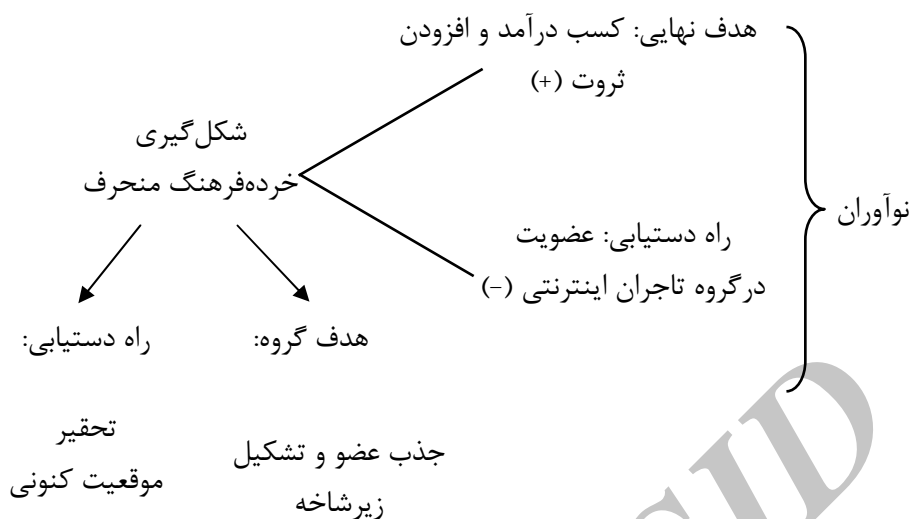 هدف نهایی: کسب درآمد و افزودن
ثروت (+)
نوآوران
راه دستیابی: عضویت
درگروه تاجران اینترنتی (-)
شکل‌گیری
خرده‌فرهنگ منحرف
هدف گروه:
جذب عضو و تشکیل
زیرشاخه
راه دستیابی:
تحقیر
موقعیت کنونی
SID